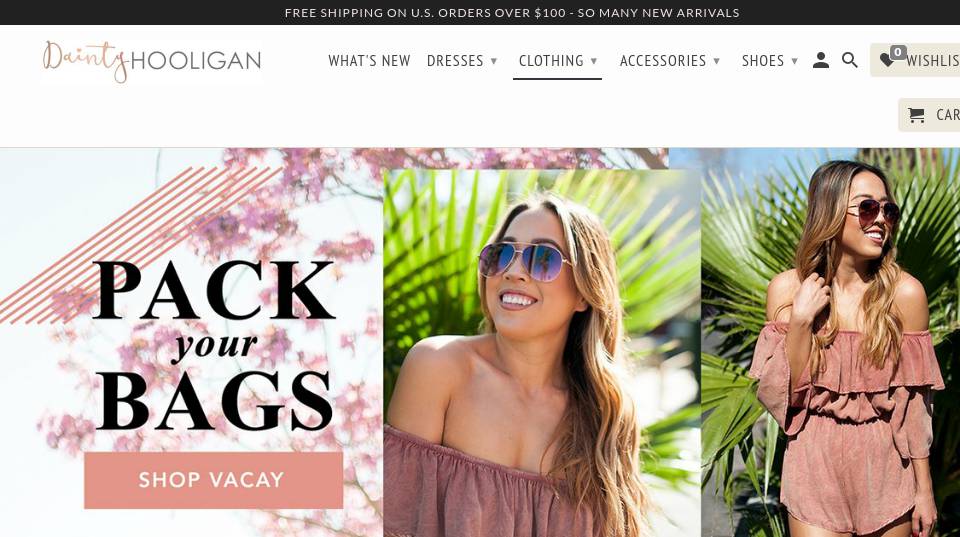 FREE SHIPPING ON U.S. ORDERS OVER $100 - SO MANY NEW ARRIVALS
Dainty HOOLIGAN
WHAT'S NEW DRESSES ▾ CLOTHING ▾ ACCESSORIES ▾ SHOES ▾ 0 WISHLIS
CAR
PACK
your
BAGS
SHOP VACAY